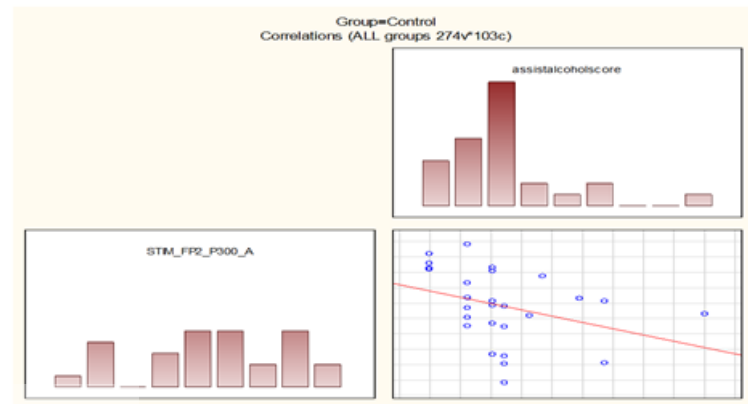 Group=Control
Correlations (ALL groups 274v*103c)
assistalcoholscore
STIM_FP2_P300_A